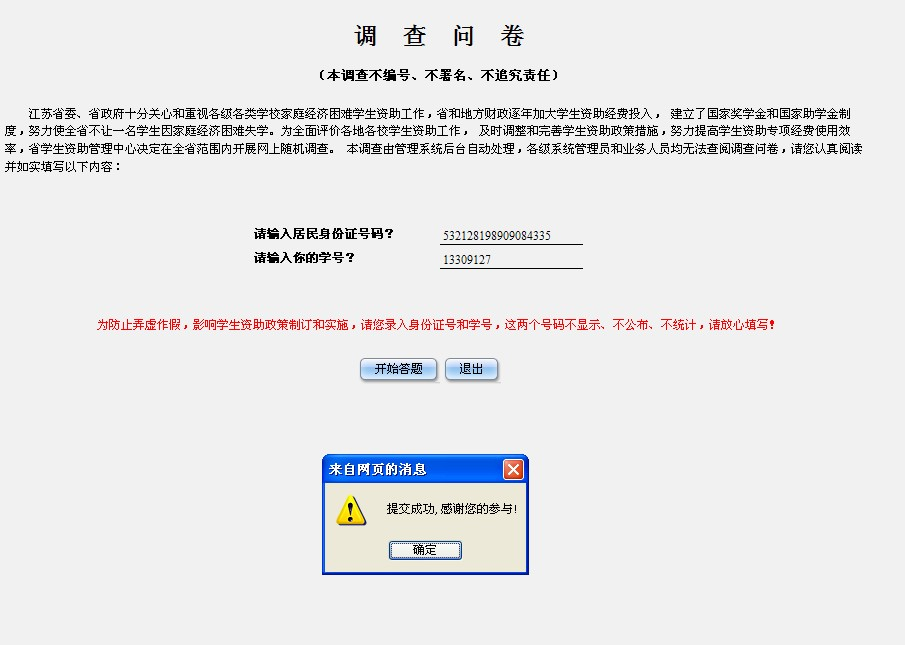 调 查 问 卷
（本调查不编号、不署名、不追究责任）
江苏省委、省政府十分关心和重视各级各类学校家庭经济困难学生资助工作，省和地方财政逐年加大学生资助经费投入， 建立了国家奖学金和国家助学金制
度，努力使全省不让一名学生因家庭经济困难失学。为全面评价各地各校学生资助工作， 及时调整和完善学生资助政策措施，努力提高学生资助专项经费使用效
率，省学生资助管理中心决定在全省范围内开展网上随机调查。 本调查由管理系统后台自动处理，各级系统管理员和业务人员均无法查阅调查问卷，请您认真阅读
并如实填写以下内容：
请输入居民身份证号码？ 532128198909084335
请输入你的学号？ 13309127
为防止弄虚作假，影响学生资助政策制订和实施，请您录入身份证号和学号，这两个号码不显示、不公布、不统计，请放心填写！
开始答题 退出
来自网页的消息
提交成功,感谢您的参与!
确定